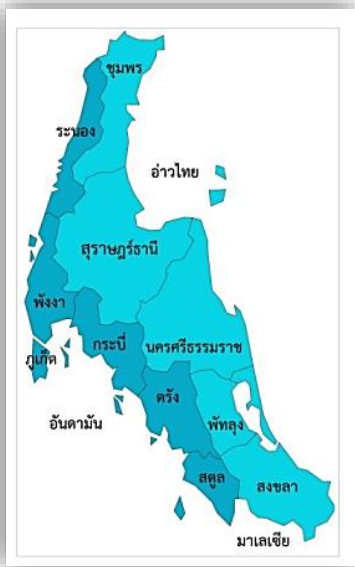 ชุมพร
ระนอง
อ่าวไทย
สุราษฎร์ธานี
พังงา
กระบี่
นครศรีธรรมราช
ภูเก็ต
ตรัง
อันดามัน
พัทลุง
สตูล
สงขลา
มาเลเซีย